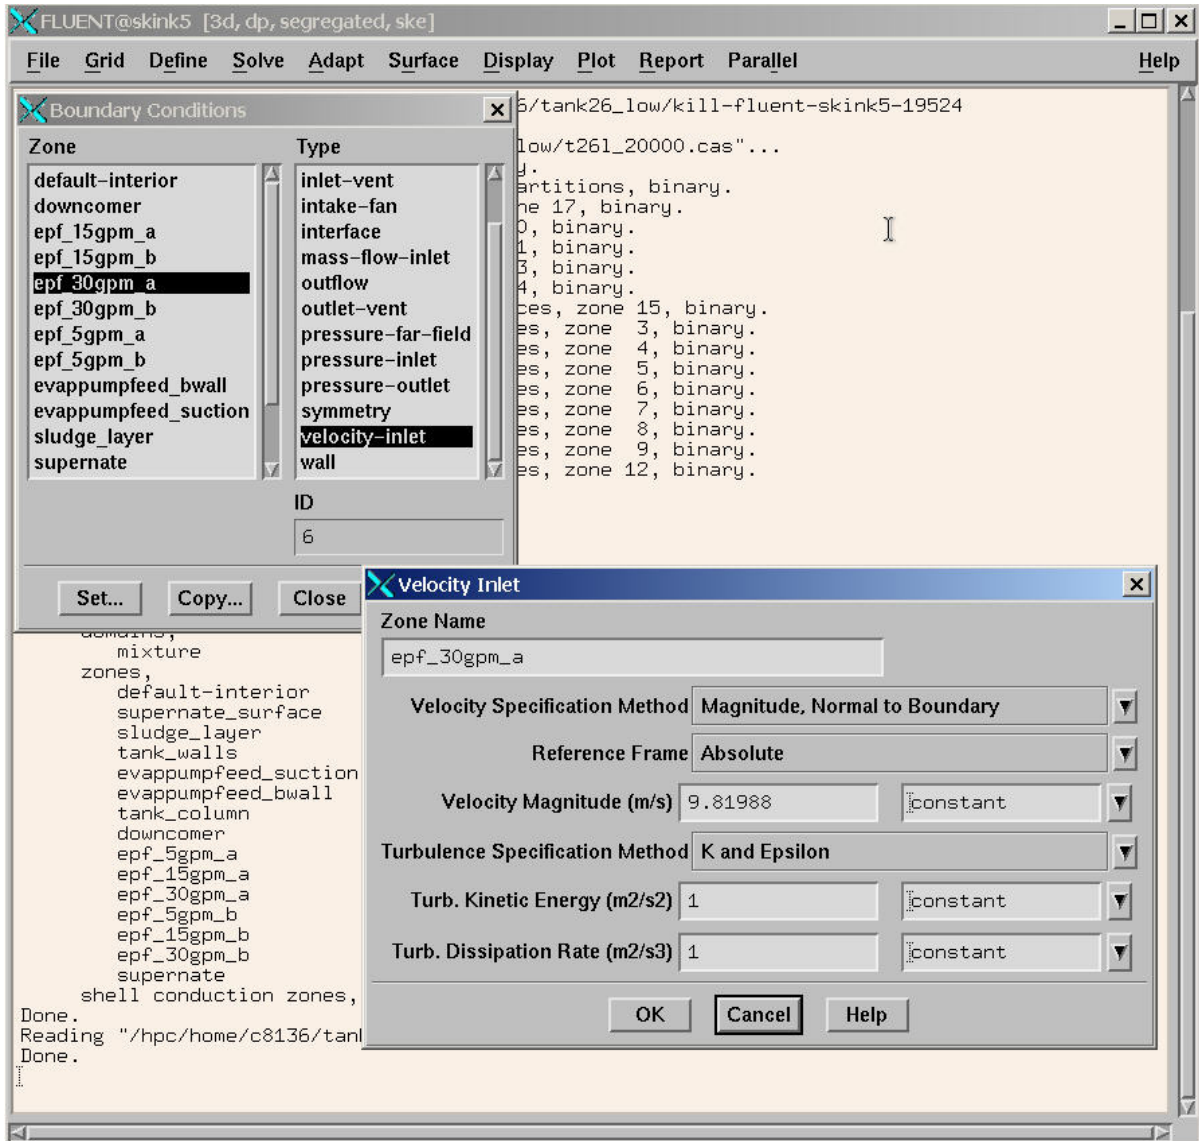 FLUENT@skink5 [3d, dp, segregated, ske]
File Grid Define Solve Adapt Surface Display Plot Report Parallel Help
Boundary Conditions
6/tank26_low/kill-fluent-skink5-19524
low/t26l_20000.cas"...
y.
artitions, binary.
ne 17, binary.
0, binary.
1, binary.
3, binary.
4, binary.
ces, zone 15, binary.
es, zone 3, binary.
es, zone 4, binary.
es, zone 5, binary.
es, zone 6, binary.
es, zone 7, binary.
es, zone 8, binary.
es, zone 9, binary.
es, zone 12, binary.
Zone
default-interior
downcomer
epf_15gpm_a
epf_15gpm_b
epf_30gpm_a
epf_30gpm_b
epf_5gpm_a
epf_5gpm_b
evappumpfeed_bwall
evappumpfeed_suction
sludge_layer
supernate
Type
inlet-vent
intake-fan
interface
mass-flow-inlet
outflow
outlet-vent
pressure-far-field
pressure-inlet
pressure-outlet
symmetry
velocity-inlet
wall
ID
6
Set... Copy... Close
domains,
mixture
zones,
default-interior
supernate_surface
sludge_layer
tank_walls
evappumpfeed_suction
evappumpfeed_bwall
tank_column
downcomer
epf_5gpm_a
epf_15gpm_a
epf_30gpm_a
epf_5gpm_b
epf_15gpm_b
epf_30gpm_b
supernate
shell conduction zones,
Done.
Reading "/hpc/home/c8136/tan
Done.
Velocity Inlet
Zone Name
epf_30gpm_a
Velocity Specification Method Magnitude, Normal to Boundary
Reference Frame Absolute
Velocity Magnitude (m/s) 9.81988 constant
Turbulence Specification Method K and Epsilon
Turb. Kinetic Energy (m2/s2) 1 constant
Turb. Dissipation Rate (m2/s3) 1 constant
OK Cancel Help